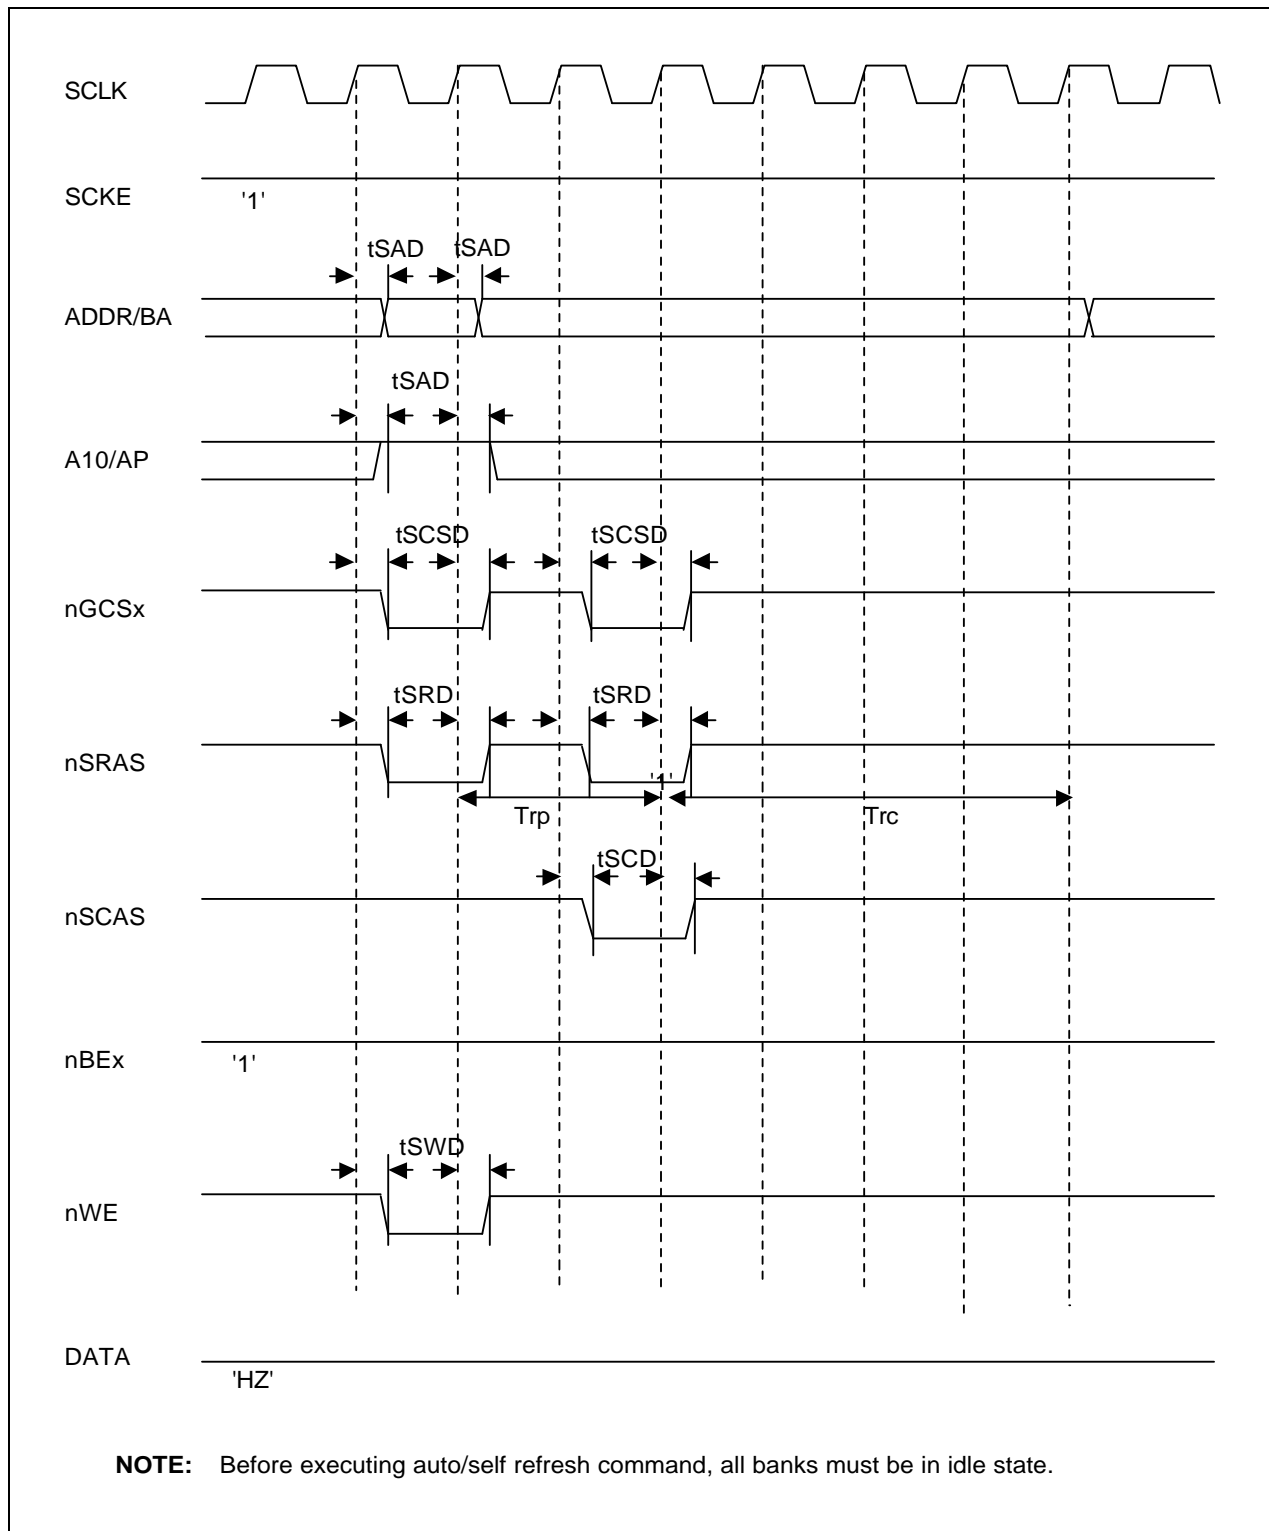 SCLK
SCKE
'1'
tSAD
tSAD
ADDR/BA
tSAD
A10/AP
tSCSD
tSCSD
nGCSx
tSRD
tSRD
nSRAS
'1'
Trp
Trc
tSCD
nSCAS
nBEx
'1'
tSWD
nWE
DATA
'HZ'
NOTE: Before executing auto/self refresh command, all banks must be in idle state.